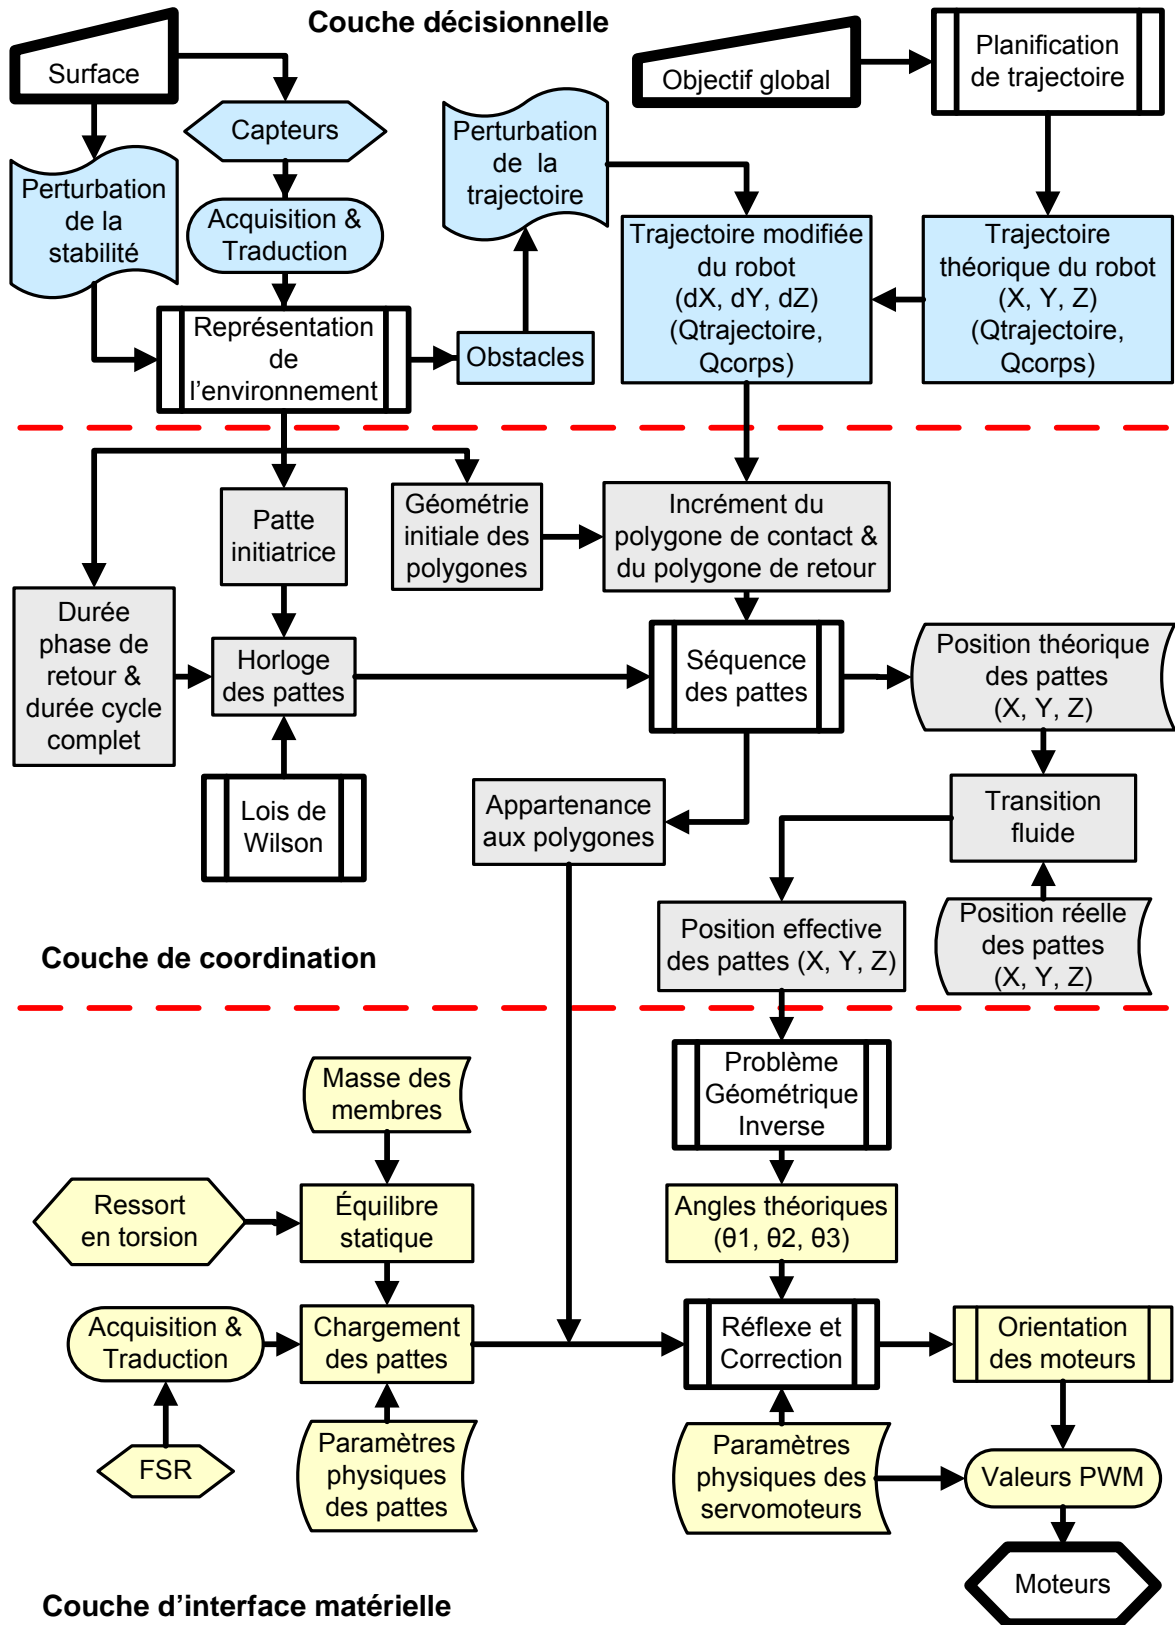 Couche décisionnelle
Surface
Objectif global
Planification
de trajectoire
Capteurs
Perturbation
de la
stabilité
Acquisition &
Traduction
Perturbation
de la
trajectoire
Trajectoire modifiée
du robot
(dX, dY, dZ)
(Qtrajectoire,
Qcorps)
Trajectoire
théorique du robot
(X, Y, Z)
(Qtrajectoire,
Qcorps)
Représentation
de
l’environnement
Obstacles
Patte
initiatrice
Géométrie
initiale des
polygones
Incrément du
polygone de contact &
du polygone de retour
Durée
phase de
retour &
durée cycle
complet
Horloge
des pattes
Séquence
des pattes
Position théorique
des pattes
(X, Y, Z)
Lois de
Wilson
Appartenance
aux polygones
Transition
fluide
Position effective
des pattes (X, Y, Z)
Position réelle
des pattes
(X, Y, Z)
Couche de coordination
Masse des
membres
Problème
Géométrique
Inverse
Ressort
en torsion
Équilibre
statique
Angles théoriques
(θ1, θ2, θ3)
Acquisition &
Traduction
Chargement
des pattes
Réflexe et
Correction
Orientation
des moteurs
FSR
Paramètres
physiques
des pattes
Paramètres
physiques des
servomoteurs
Valeurs PWM
Moteurs
Couche d’interface matérielle